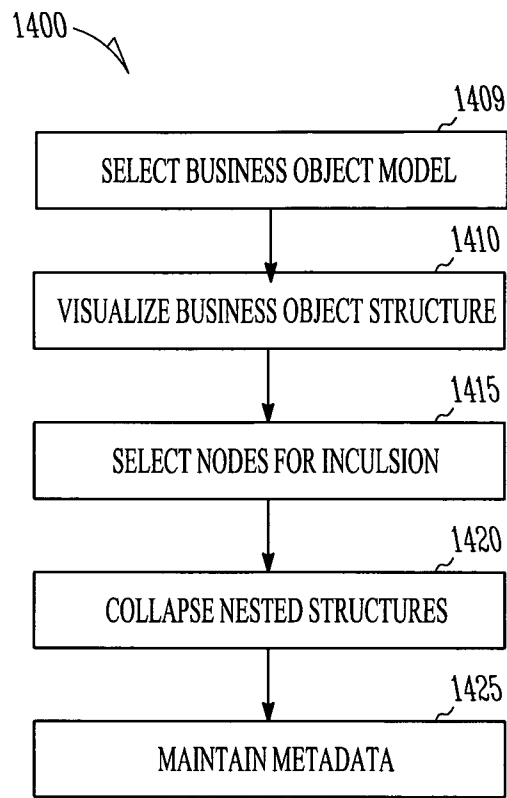 1400
1409
SELECT BUSINESS OBJECT MODEL
1410
VISUALIZE BUSINESS OBJECT STRUCTURE
1415
SELECT NODES FOR INCULSION
1420
COLLAPSE NESTED STRUCTURES
1425
MAINTAIN METADATA